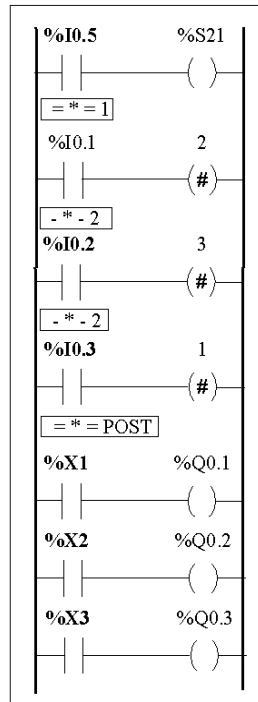 %I0.5 %S21
= * = 1
%I0.1 2
(#)
- * - 2
%I0.2 3
(#)
- * - 2
%I0.3 1
(#)
= * = POST
%X1 %Q0.1
%X2 %Q0.2
%X3 %Q0.3